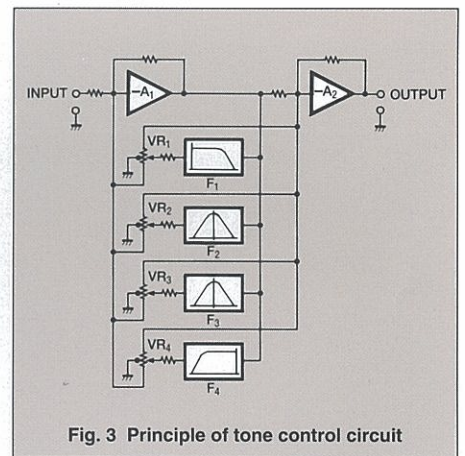 INPUT
-A1
-A2
OUTPUT
VR1
F1
VR2
F2
VR3
F3
VR4
F4
Fig. 3 Principle of tone control circuit